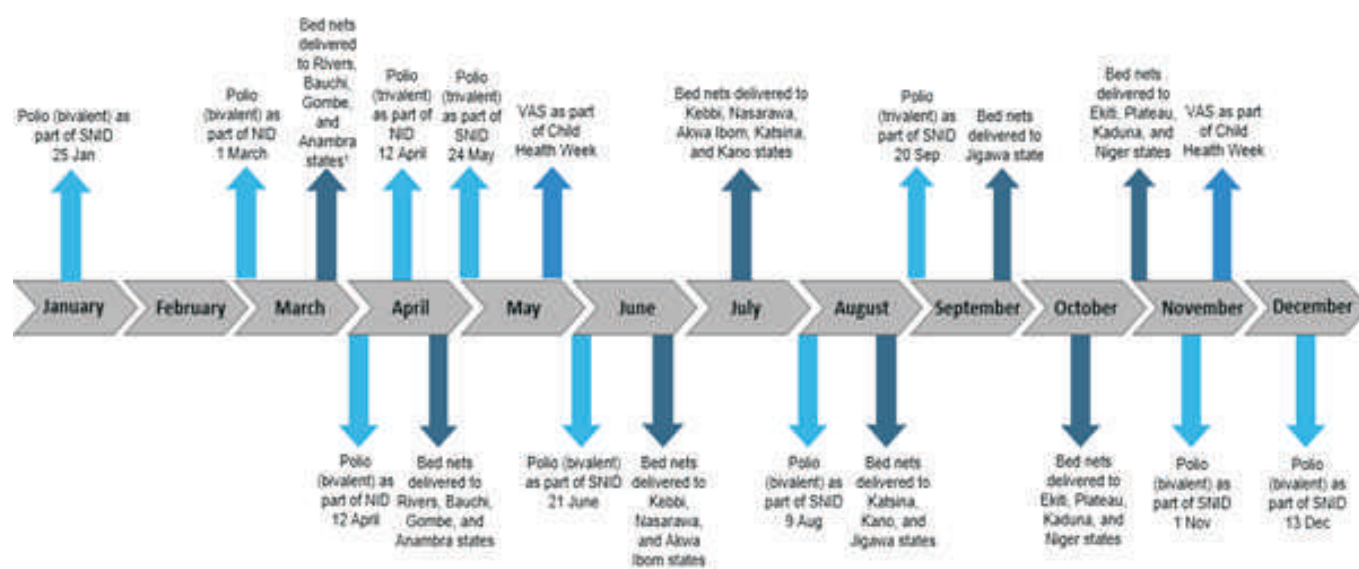 Polio (bivalent) as
part of SNID
25 Jan
Polio
(bivalent) as
part of NID
1 March
Bed nets
delivered
to Rivers,
Bauchi,
Gombe,
and
Anambra
states¹
Polio
(trivalent)
as part of
NID
12 April
Polio
(trivalent)
as part of
SNID
24 May
VAS as part
of Child
Health Week
Bed nets delivered to
Kebbi, Nasarawa,
Akwa Ibom, Katsina,
and Kano states
Polio
(trivalent) as
part of SNID
20 Sep
Bed nets
delivered to
Jigawa state
Bed nets
delivered to
Ekiti, Plateau,
Kaduna, and
Niger states
VAS as part
of Child
Health Week
January
February
March
April
May
June
July
August
September
October
November
December
Polio
(bivalent) as
part of NID
12 April
Bed nets
delivered to
Rivers, Bauchi,
Gombe, and
Anambra states
Polio (bivalent)
as part of SNID
21 June
Bed nets
delivered to
Kebbi,
Nasarawa,
and Akwa
Ibom states
Polio
(bivalent) as
part of SNID
9 Aug
Bed nets
delivered to
Katsina,
Kano, and
Jigawa states
Bed nets
delivered to
Ekiti, Plateau,
Kaduna, and
Niger states
Polio
(bivalent) as
part of SNID
1 Nov
Polio
(bivalent) as
part of SNID
13 Dec